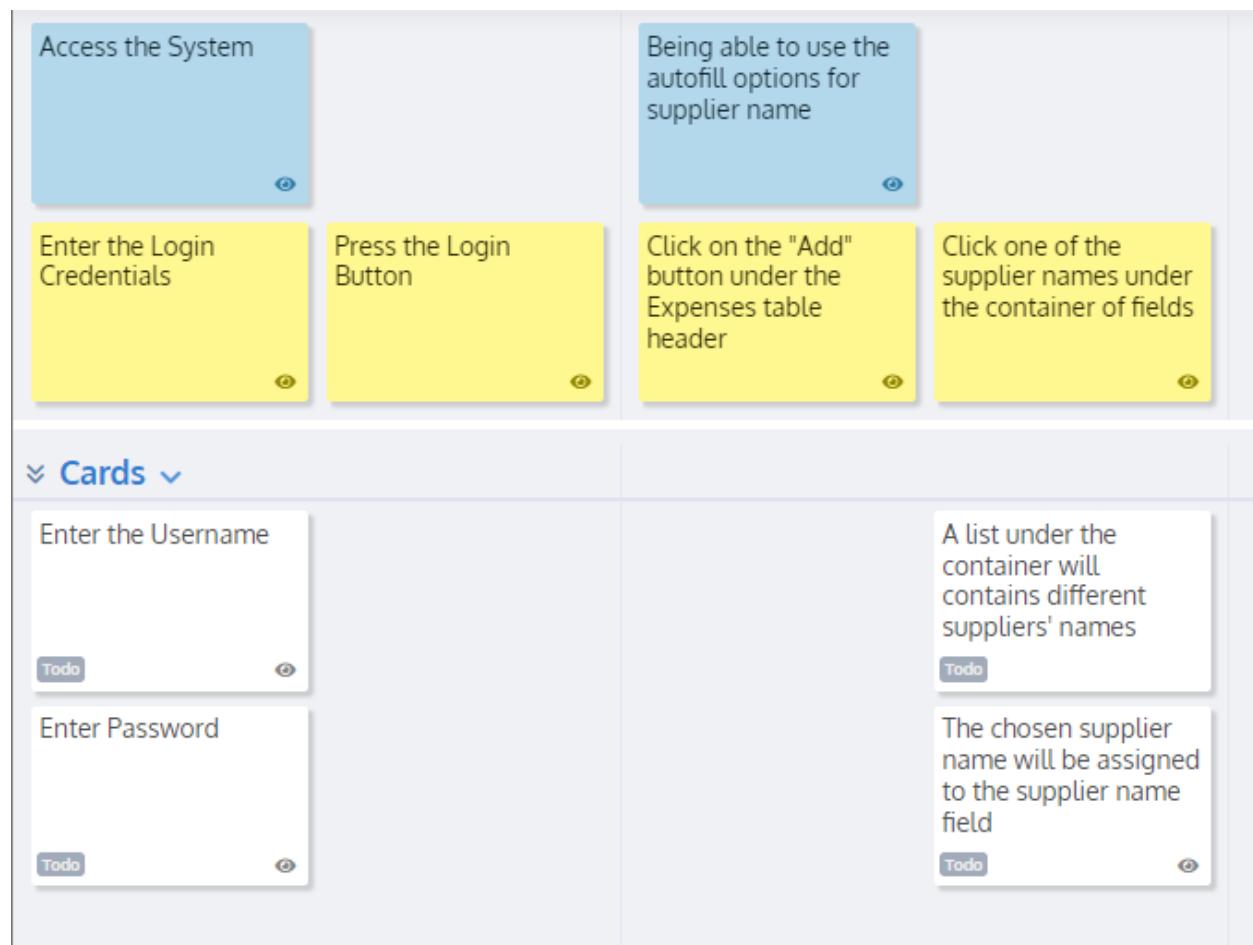 Access the System
Being able to use the
autofill options for
supplier name
Enter the Login
Credentials
Press the Login
Button
Click on the "Add"
button under the
Expenses table
header
Click one of the
supplier names under
the container of fields
Cards
Enter the Username
Todo
A list under the
container will
contains different
suppliers' names
Todo
Enter Password
Todo
The chosen supplier
name will be assigned
to the supplier name
field
Todo